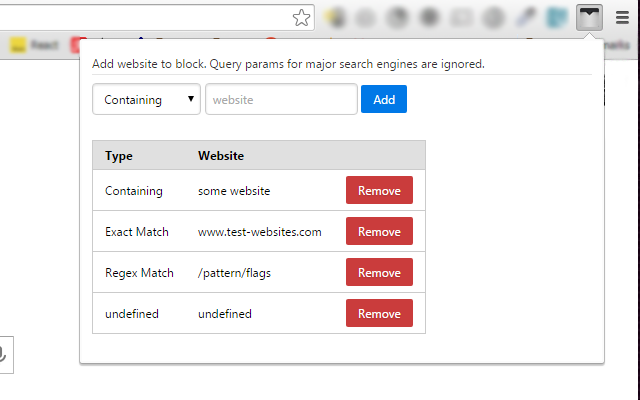 Add website to block. Query params for major search engines are ignored.
Containing website Add
Type Website
Containing some website Remove
Exact Match www.test-websites.com Remove
Regex Match /pattern/flags Remove
undefined undefined Remove